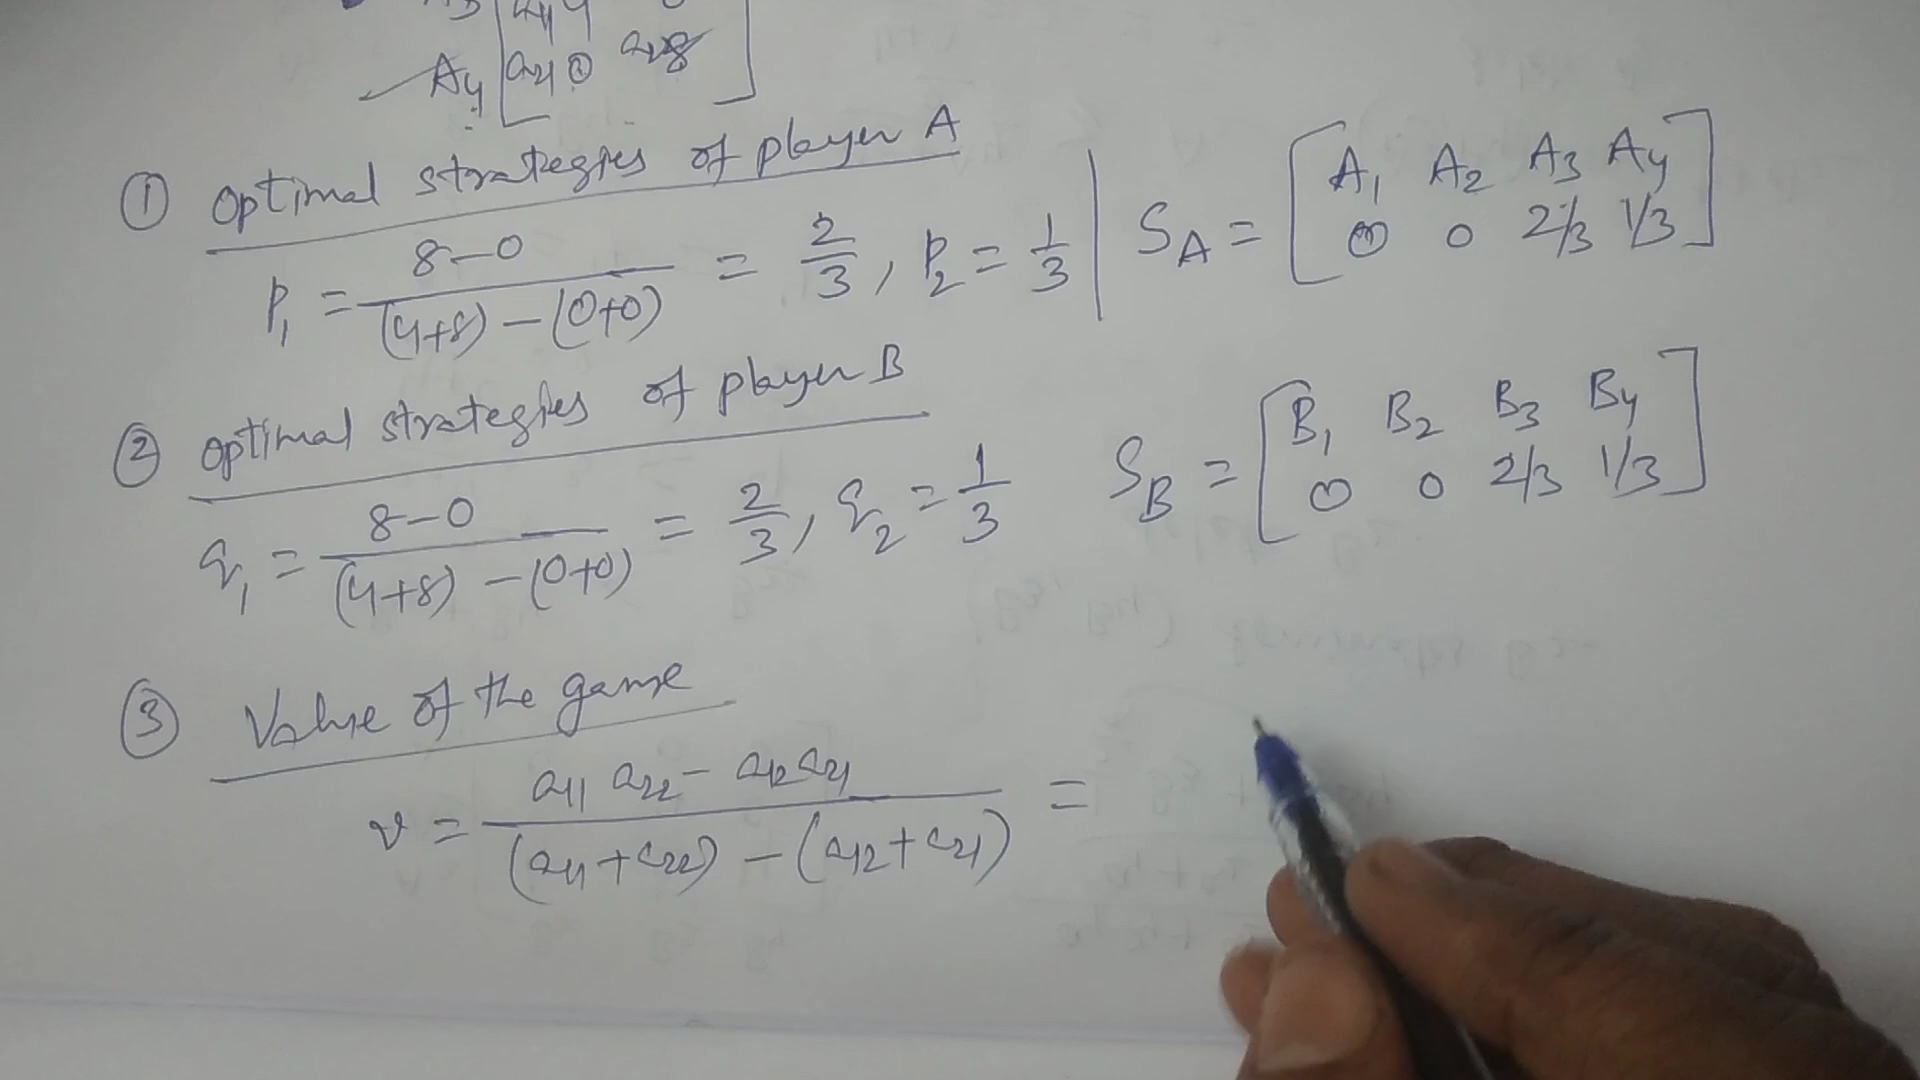 A4 a21 0 a22 8
① Optimal strategies of player A
P1 = 8-0 / (4+8) - (0+0) = 2/3, P2 = 1/3 | SA = [A1 A2 A3 A4
0 0 2/3 1/3]
② Optimal strategies of player B
q1 = 8-0 / (4+8) - (0+0) = 2/3, q2 = 1/3 SB = [B1 B2 B3 B4
0 0 2/3 1/3]
③ Value of the game
v = a11 a22 - a12 a21 / (a11 + a22) - (a12 + a21) =